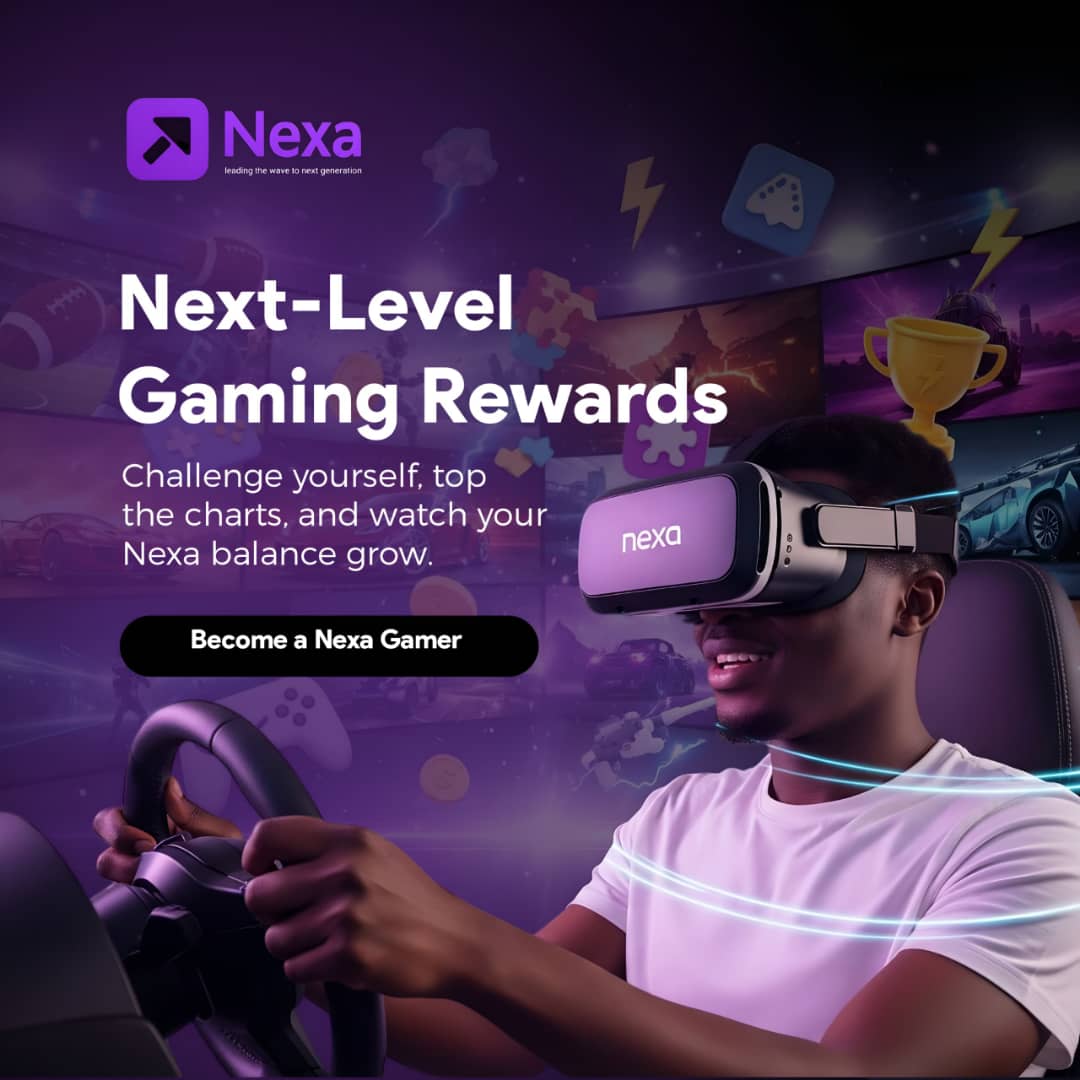 Nexa
leading the wave to next generation
Next-Level
Gaming Rewards
Challenge yourself, top
the charts, and watch your
Nexa balance grow.
nexa
Become a Nexa Gamer